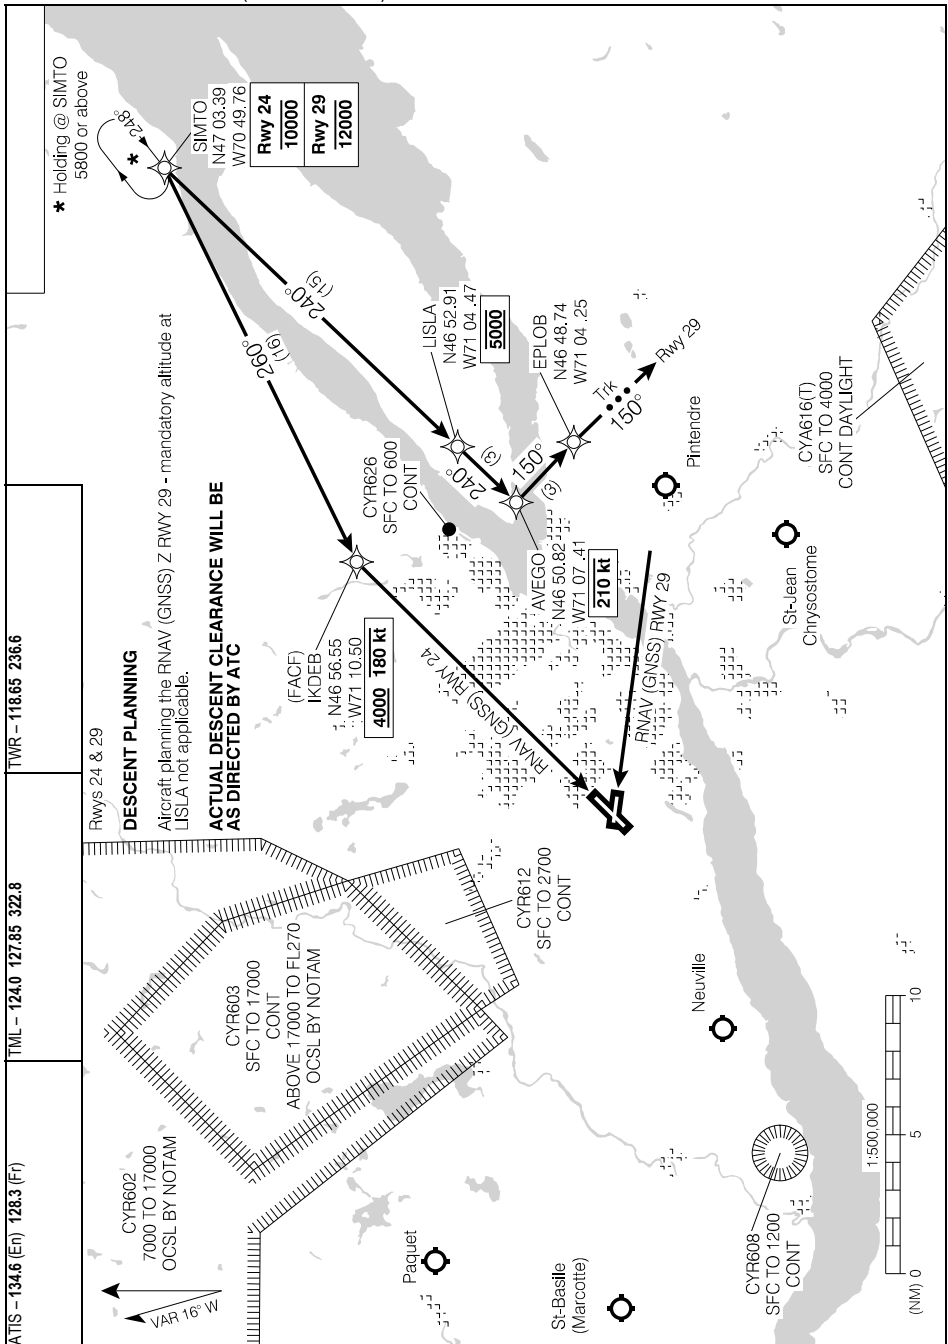 ATIS – 134.6 (En) 128.3 (Fr)
TML – 124.0 127.85 322.8
TWR – 118.65 236.6
Rwys 24 & 29
DESCENT PLANNING
Aircraft planning the RNAV (GNSS) Z RWY 29 - mandatory altitude at
LISLA not applicable.
ACTUAL DESCENT CLEARANCE WILL BE
AS DIRECTED BY ATC
* Holding @ SIMTO
5800 or above
248°
*
SIMTO
N47 03.39
W70 49.76
Rwy 24
10000
Rwy 29
12000
260°
(16)
240°
(15)
LISLA
N46 52.91
W71 04.47
5000
240°
(3)
150°
(3)
EPLOB
N46 48.74
W71 04.25
Trk
150°
Rwy 29
AVEGO
N46 50.82
W71 07.41
210 kt
(FACF)
IKDEB
N46 56.55
W71 10.50
4000 180 kt
RNAV (GNSS) RWY 24
RNAV (GNSS) RWY 29
CYR626
SFC TO 600
CONT
Pintendre
CYA616(T)
SFC TO 4000
CONT DAYLIGHT
St-Jean
Chrysostome
CYR602
7000 TO 17000
OCSL BY NOTAM
CYR603
SFC TO 17000
CONT
ABOVE 17000 TO FL270
OCSL BY NOTAM
CYR612
SFC TO 2700
CONT
VAR 16° W
Paquet
St-Basile
(Marcotte)
Neuville
CYR608
SFC TO 1200
CONT
1:500,000
(NM) 0 5 10